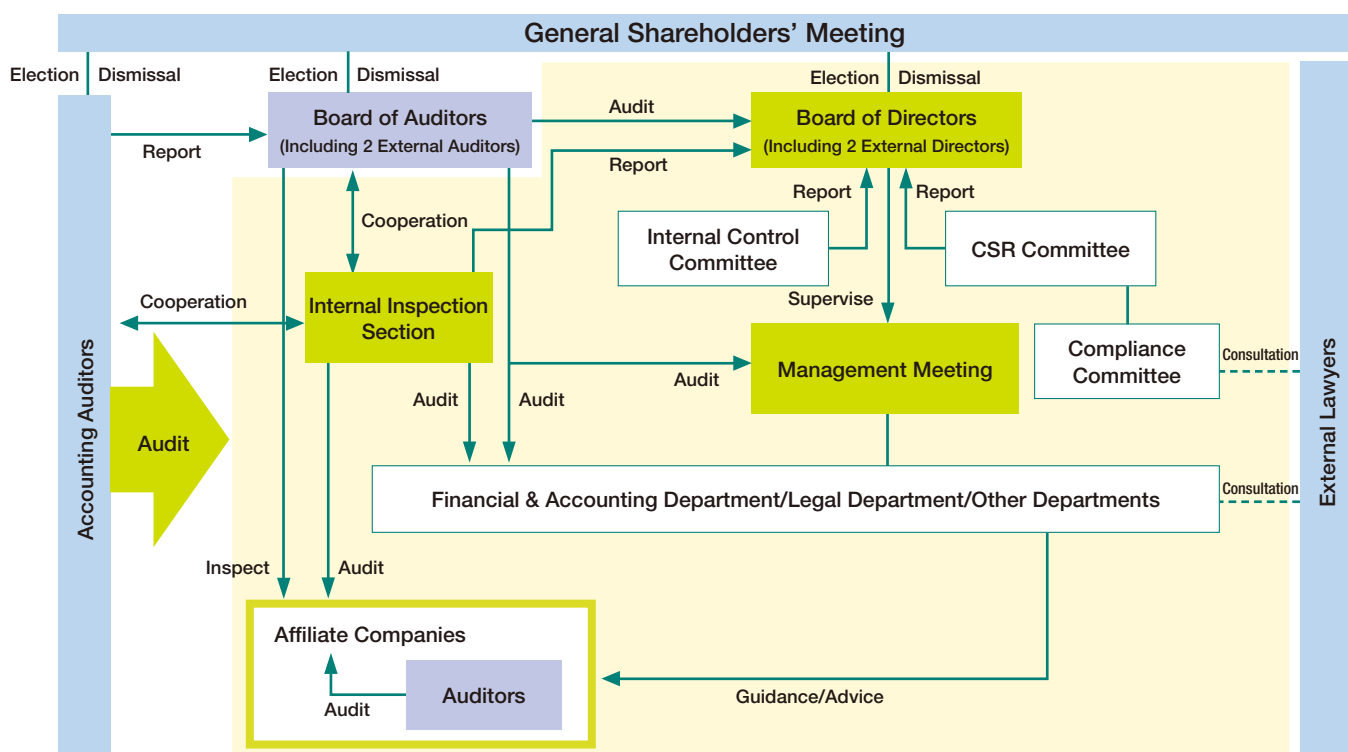 General Shareholders' Meeting
Election
Dismissal
Election
Dismissal
Election
Dismissal
Accounting Auditors
Report
Board of Auditors
(Including 2 External Auditors)
Audit
Report
Board of Directors
(Including 2 External Directors)
Report
Report
Cooperation
Internal Control
Committee
CSR Committee
Cooperation
Internal Inspection
Section
Supervise
Audit
Management Meeting
Compliance
Committee
Consultation
External Lawyers
Audit
Audit
Audit
Financial & Accounting Department/Legal Department/Other Departments
Consultation
Inspect
Audit
Affiliate Companies
Auditors
Audit
Guidance/Advice